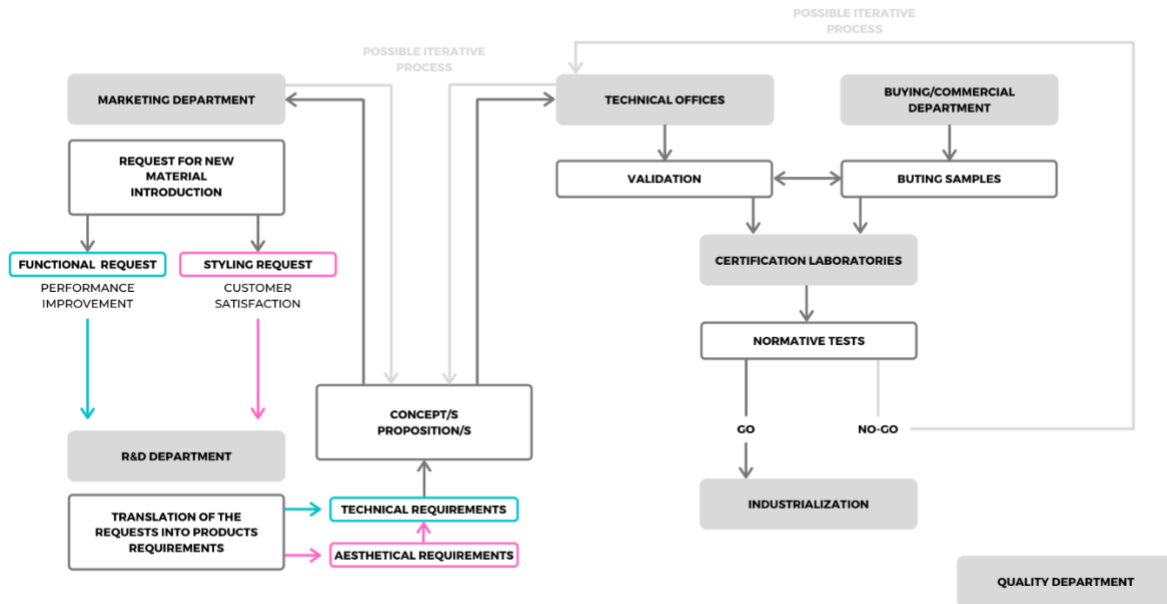 POSSIBLE ITERATIVE
PROCESS
POSSIBLE ITERATIVE
PROCESS
MARKETING DEPARTMENT
TECHNICAL OFFICES
BUYING/COMMERCIAL
DEPARTMENT
REQUEST FOR NEW
MATERIAL
INTRODUCTION
VALIDATION
BUTING SAMPLES
FUNCTIONAL REQUEST
STYLING REQUEST
PERFORMANCE
IMPROVEMENT
CUSTOMER
SATISFACTION
CERTIFICATION LABORATORIES
NORMATIVE TESTS
CONCEPT/S
PROPOSITION/S
GO
NO-GO
R&D DEPARTMENT
INDUSTRIALIZATION
TRANSLATION OF THE
REQUESTS INTO PRODUCTS
REQUIREMENTS
TECHNICAL REQUIREMENTS
AESTHETICAL REQUIREMENTS
QUALITY DEPARTMENT